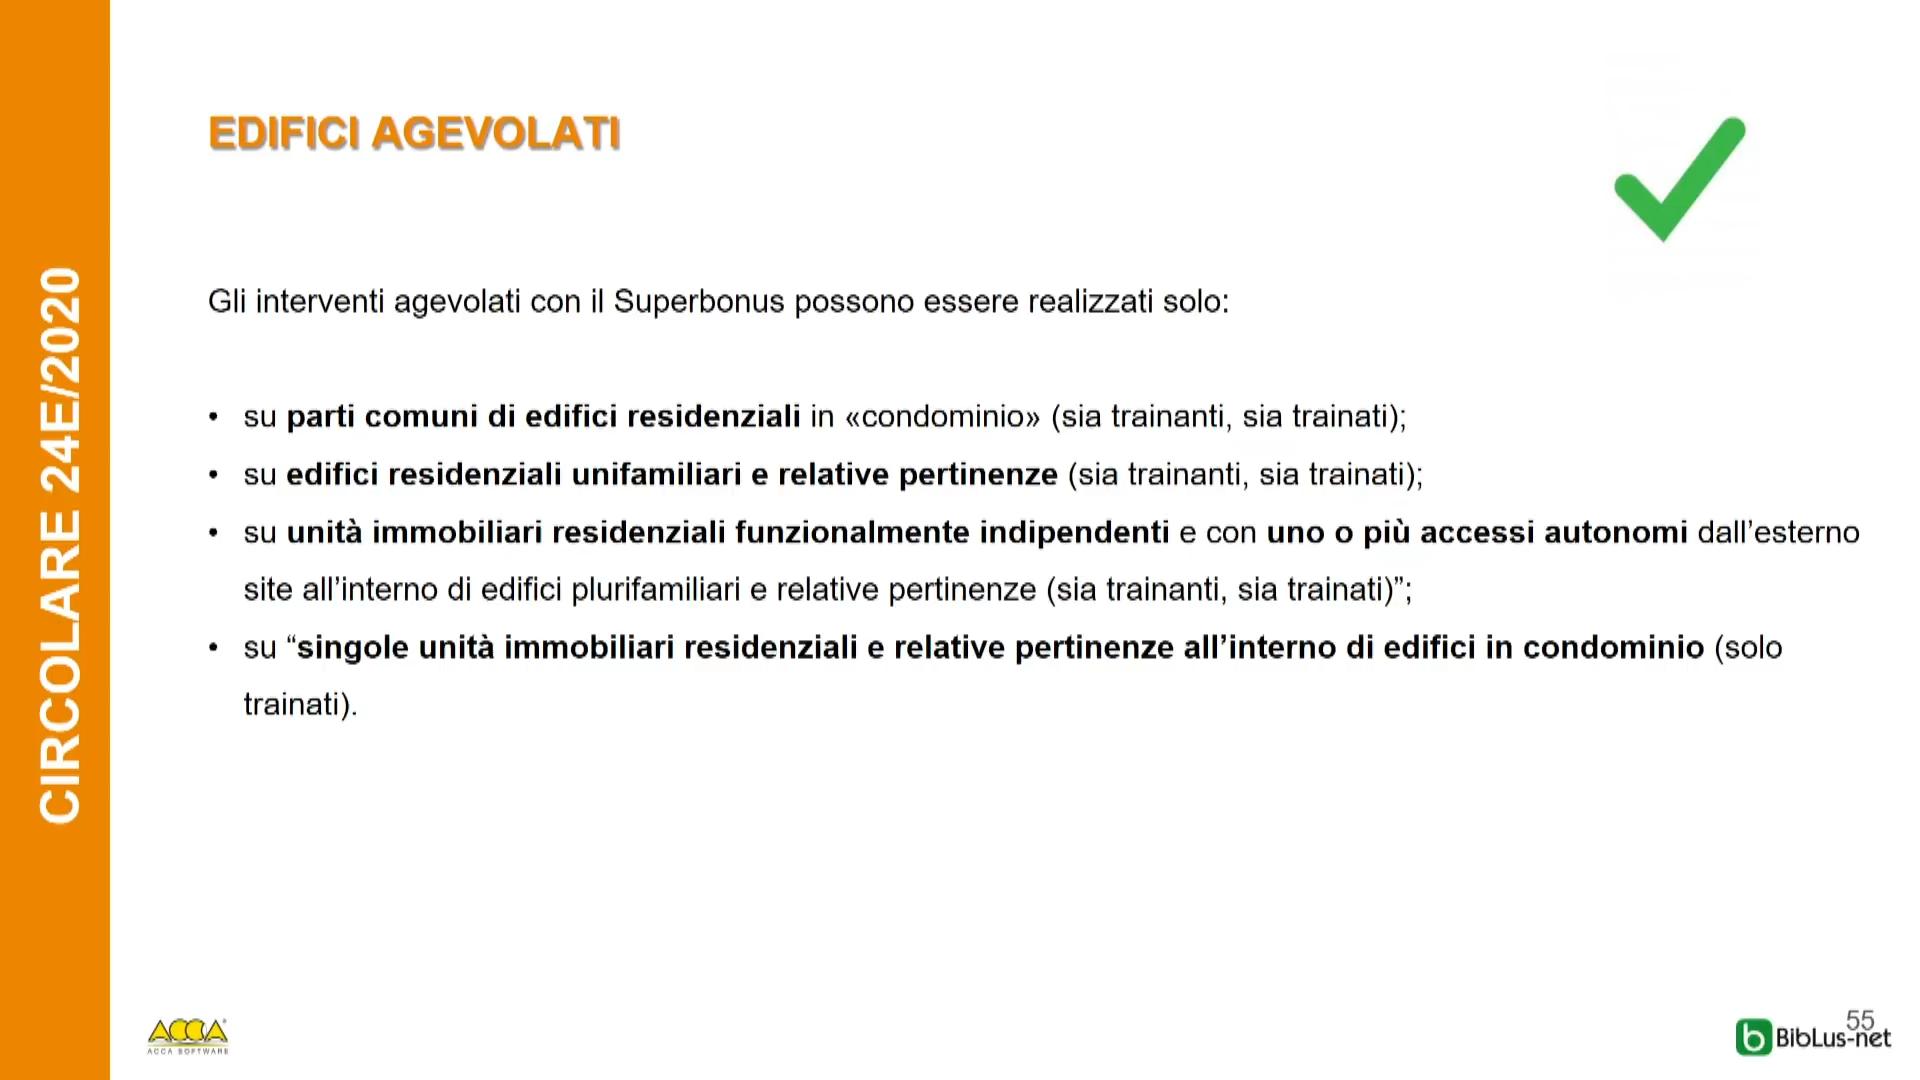 CIRCOLARE 24E/2020
EDIFICI AGEVOLATI
Gli interventi agevolati con il Superbonus possono essere realizzati solo:
• su parti comuni di edifici residenziali in «condominio» (sia trainanti, sia trainati);
• su edifici residenziali unifamiliari e relative pertinenze (sia trainanti, sia trainati);
• su unità immobiliari residenziali funzionalmente indipendenti e con uno o più accessi autonomi dall’esterno
site all’interno di edifici plurifamiliari e relative pertinenze (sia trainanti, sia trainati)”;
• su “singole unità immobiliari residenziali e relative pertinenze all’interno di edifici in condominio (solo
trainati).
ACCA®
ACCA SOFTWARE
55
b BibLus-net